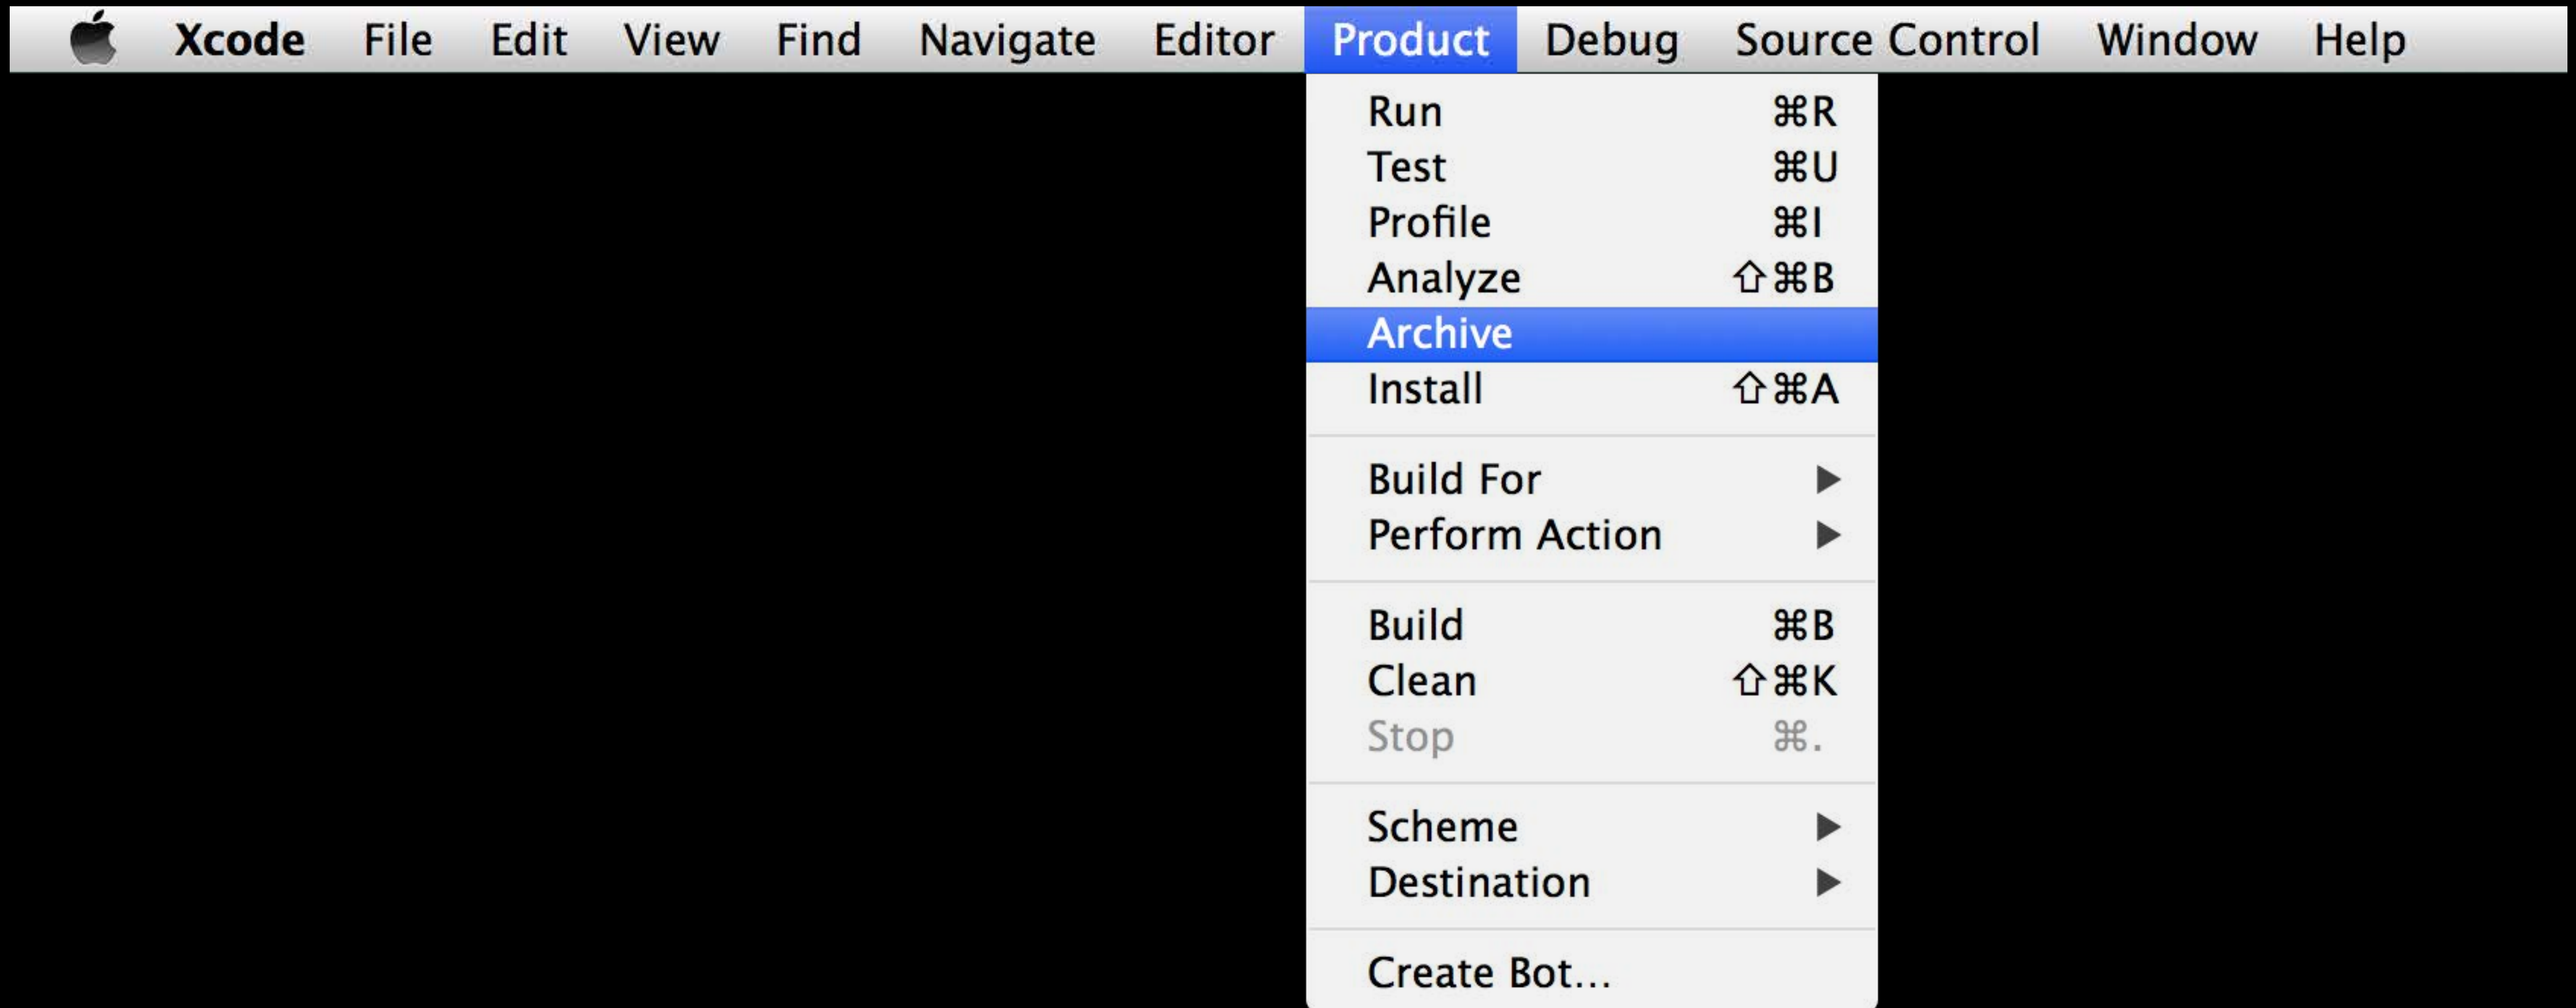 Xcode File Edit View Find Navigate Editor Product Debug Source Control Window Help
Run ⌘R
Test ⌘U
Profile ⌘I
Analyze ⇧⌘B
Archive
Install ⇧⌘A
Build For ▶
Perform Action ▶
Build ⌘B
Clean ⇧⌘K
Stop ⌘.
Scheme ▶
Destination ▶
Create Bot...